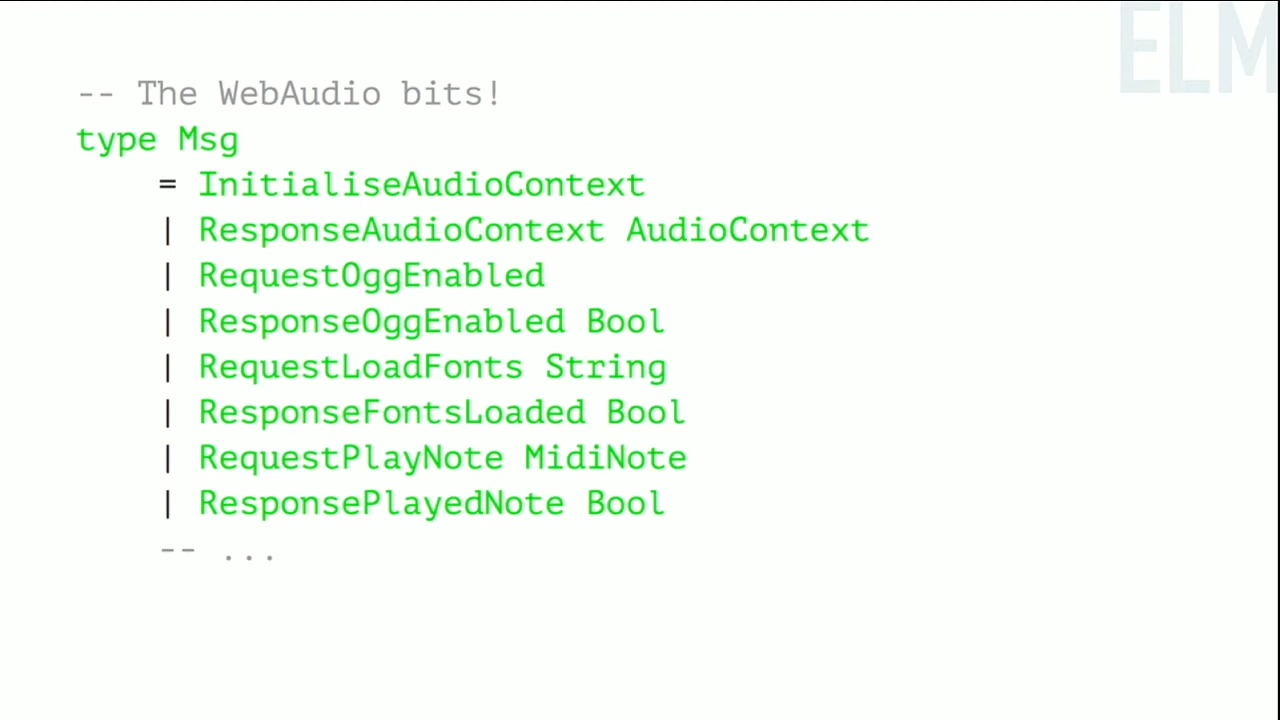 ELM
-- The WebAudio bits!
type Msg
    = InitialiseAudioContext
    | ResponseAudioContext AudioContext
    | RequestOggEnabled
    | ResponseOggEnabled Bool
    | RequestLoadFonts String
    | ResponseFontsLoaded Bool
    | RequestPlayNote MidiNote
    | ResponsePlayedNote Bool
    -- ...